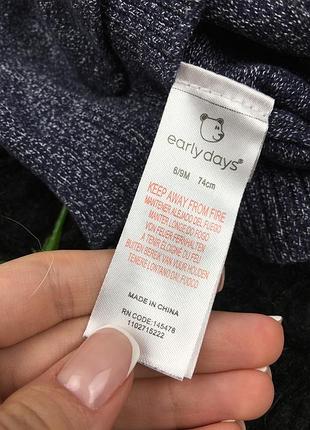 early days®
6/9M 74cm
KEEP AWAY FROM FIRE
MANTENER ALEJADO DEL FUEGO
MANTER LONGE DO FOGO
VON FEUER FERNHALTEN
A TENIR ÉLOIGNE DU FEU
BUITEN BEREIK VAN VUUR HOUDEN
TENERE LONTANO DAL FUOCO
MADE IN CHINA
RN CODE:145478
1102715222